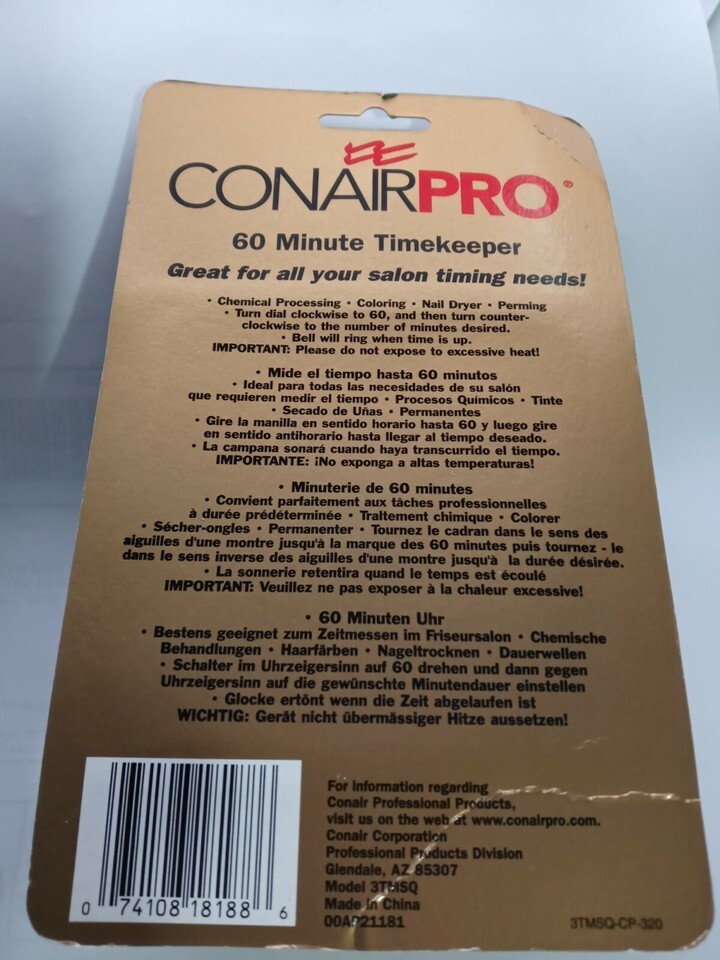 CONAIRPRO®
60 Minute Timekeeper
Great for all your salon timing needs!
• Chemical Processing • Coloring • Nail Dryer • Perming
• Turn dial clockwise to 60, and then turn counter-
clockwise to the number of minutes desired.
• Bell will ring when time is up.
IMPORTANT: Please do not expose to excessive heat!
• Mide el tiempo hasta 60 minutos
• Ideal para todas las necesidades de su salón
que requieren medir el tiempo • Procesos Químicos • Tinte
• Secado de Uñas • Permanentes
• Gire la manilla en sentido horario hasta 60 y luego gire
en sentido antihorario hasta llegar al tiempo deseado.
• La campana sonará cuando haya transcurrido el tiempo.
IMPORTANTE: ¡No exponga a altas temperaturas!
• Minuterie de 60 minutes
• Convient parfaitement aux tâches professionnelles
à durée prédéterminée • Traitement chimique • Colorer
• Sécher-ongles • Permanenter • Tournez le cadran dans le sens des
aiguilles d'une montre jusqu'à la marque des 60 minutes puis tournez - le
dans le sens inverse des aiguilles d'une montre jusqu'à la durée désirée.
• La sonnerie retentira quand le temps est écoulé
IMPORTANT: Veuillez ne pas exposer à la chaleur excessive!
• 60 Minuten Uhr
• Bestens geeignet zum Zeitmessen im Friseursalon • Chemische
Behandlungen • Haarfärben • Nageltrocknen • Dauerwellen
• Schalter im Uhrzeigersinn auf 60 drehen und dann gegen
Uhrzeigersinn auf die gewünschte Minutendauer einstellen
• Glocke ertönt wenn die Zeit abgelaufen ist
WICHTIG: Gerät nicht übermässiger Hitze aussetzen!
For information regarding
Conair Professional Products,
visit us on the web at www.conairpro.com.
Conair Corporation
Professional Products Division
Glendale, AZ 85307
Model 3TMSQ
Made in China
00AP21181
3TMSQ-CP-320
0 74108 18188 6